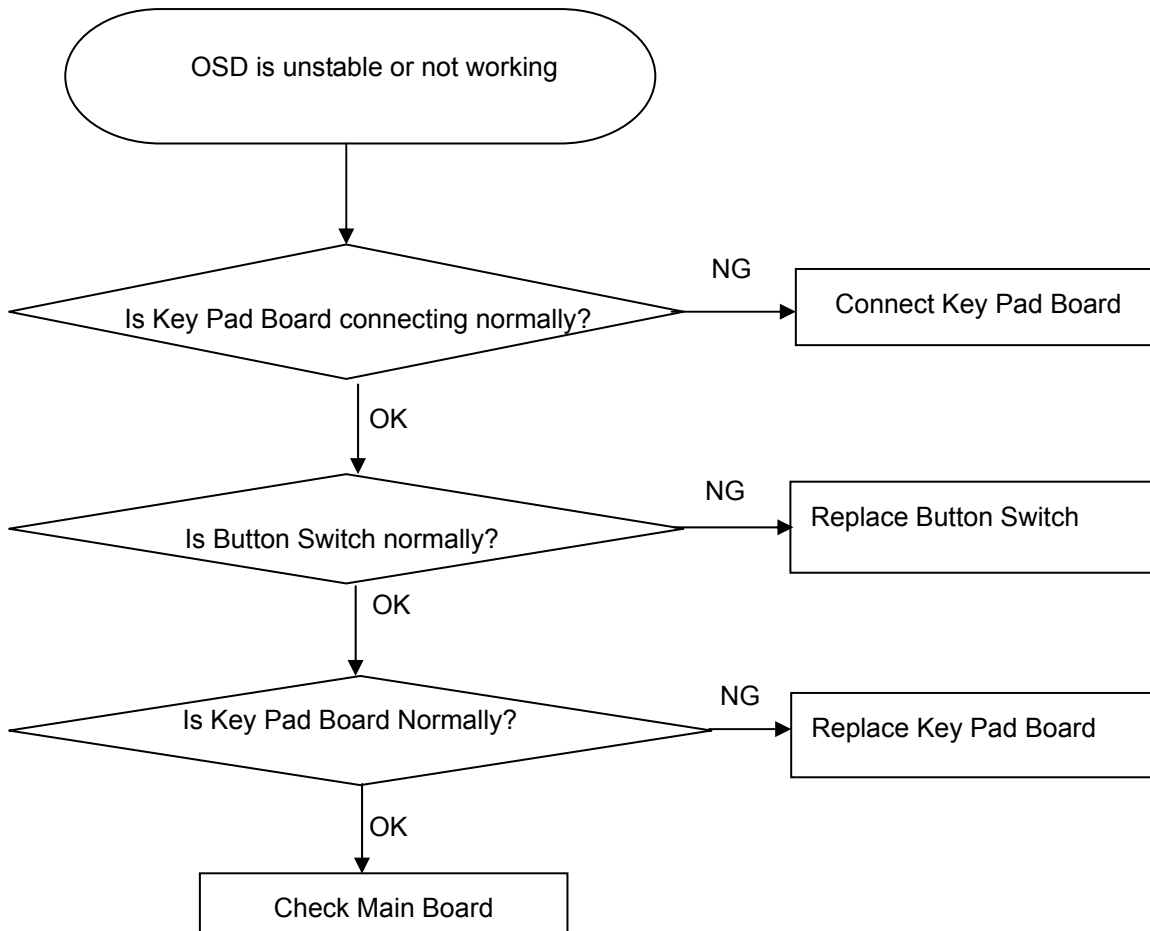 OSD is unstable or not working
Is Key Pad Board connecting normally?
NG
Connect Key Pad Board
OK
Is Button Switch normally?
NG
Replace Button Switch
OK
Is Key Pad Board Normally?
NG
Replace Key Pad Board
OK
Check Main Board